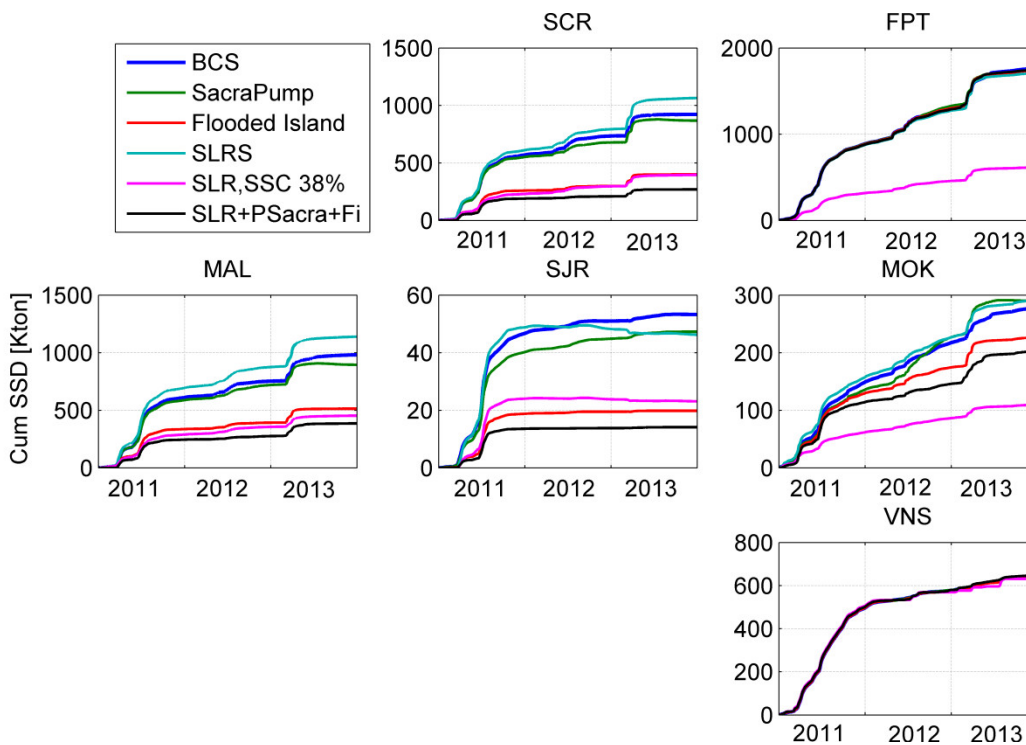 SCR
FPT
BCS
SacraPump
Flooded Island
SLRS
SLR,SSC 38%
SLR+PSacra+Fi
1500
1000
500
0
2011 2012 2013
2000
1000
0
2011 2012 2013
MAL
SJR
MOK
Cum SSD [Kton]
1500
1000
500
0
2011 2012 2013
60
40
20
0
2011 2012 2013
300
200
100
0
2011 2012 2013
VNS
800
600
400
200
0
2011 2012 2013